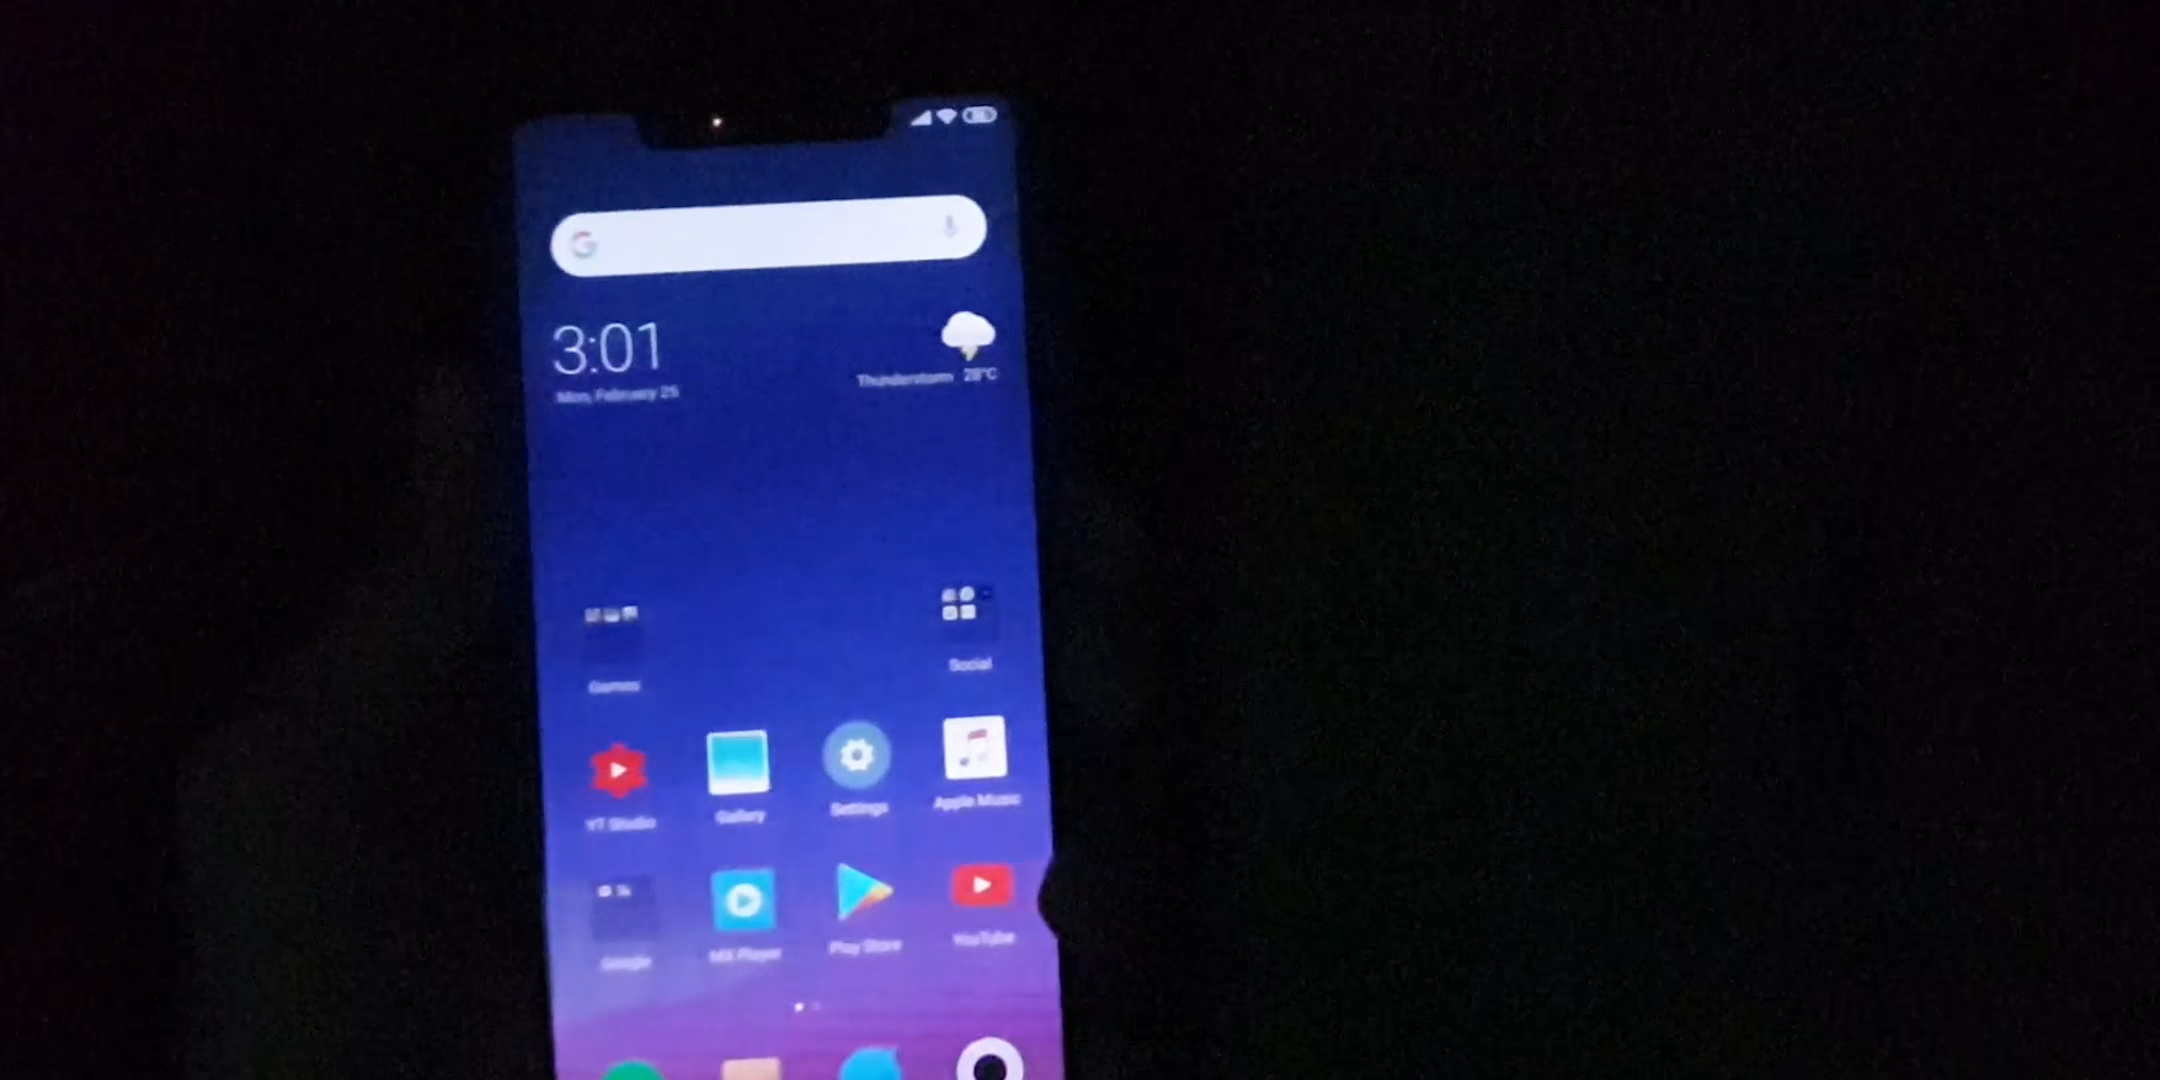 3:01
Mon, February 25
Thunderstorm 28°C
Games
Social
YT Studio
Gallery
Settings
Apple Music
Google
MX Player
Play Store
YouTube